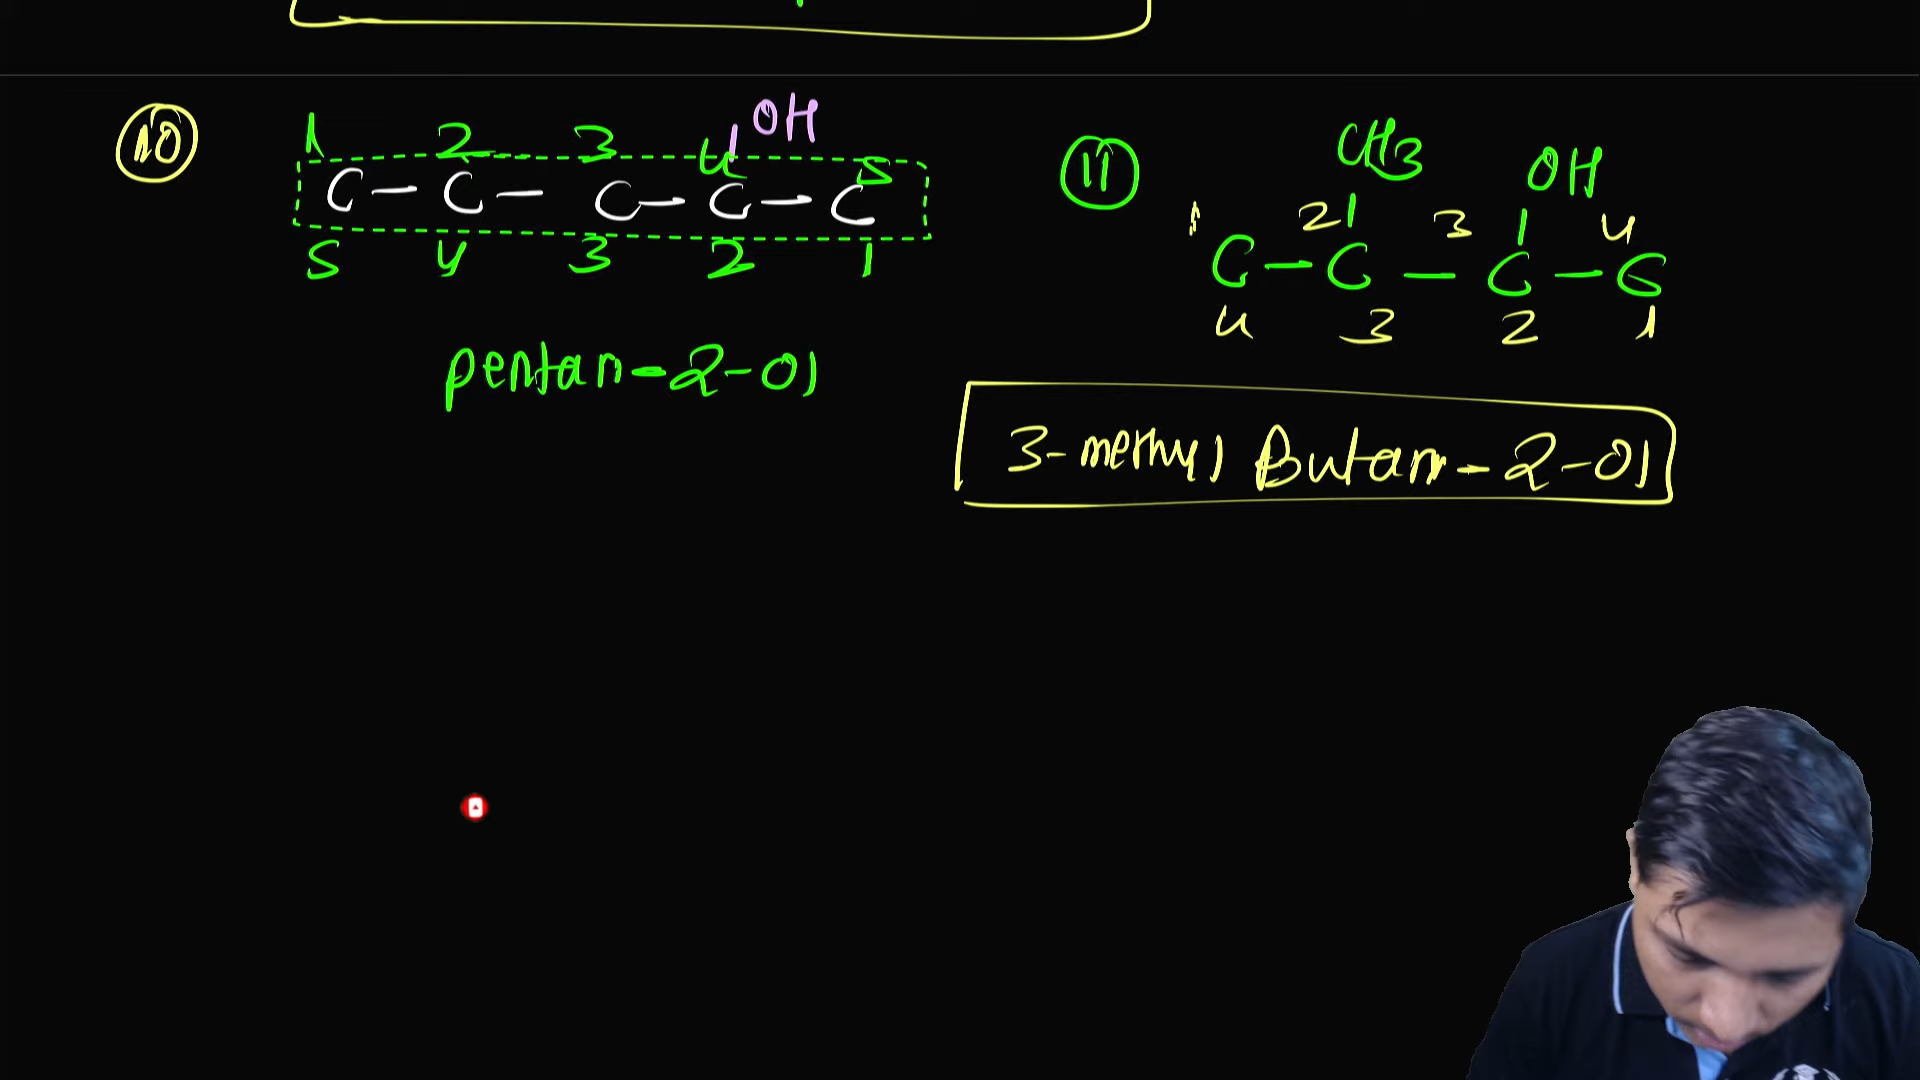 10
1 2 3 4 5
OH
C - C - C - C - C
5 4 3 2 1
pentan-2-ol
11
CH3 OH
1 2 3 4
C - C - C - C
4 3 2 1
3-methyl Butan-2-ol